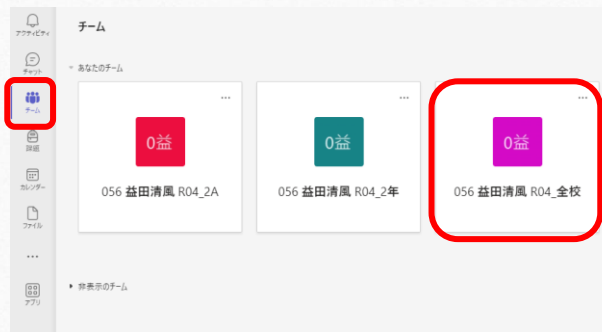 アクティビティ
チャット
チーム
課題
カレンダー
ファイル
...
アプリ
チーム
あなたのチーム
...
0益
056 益田清風 R04_2A
...
0益
056 益田清風 R04_2年
...
0益
056 益田清風 R04_全校
非表示のチーム